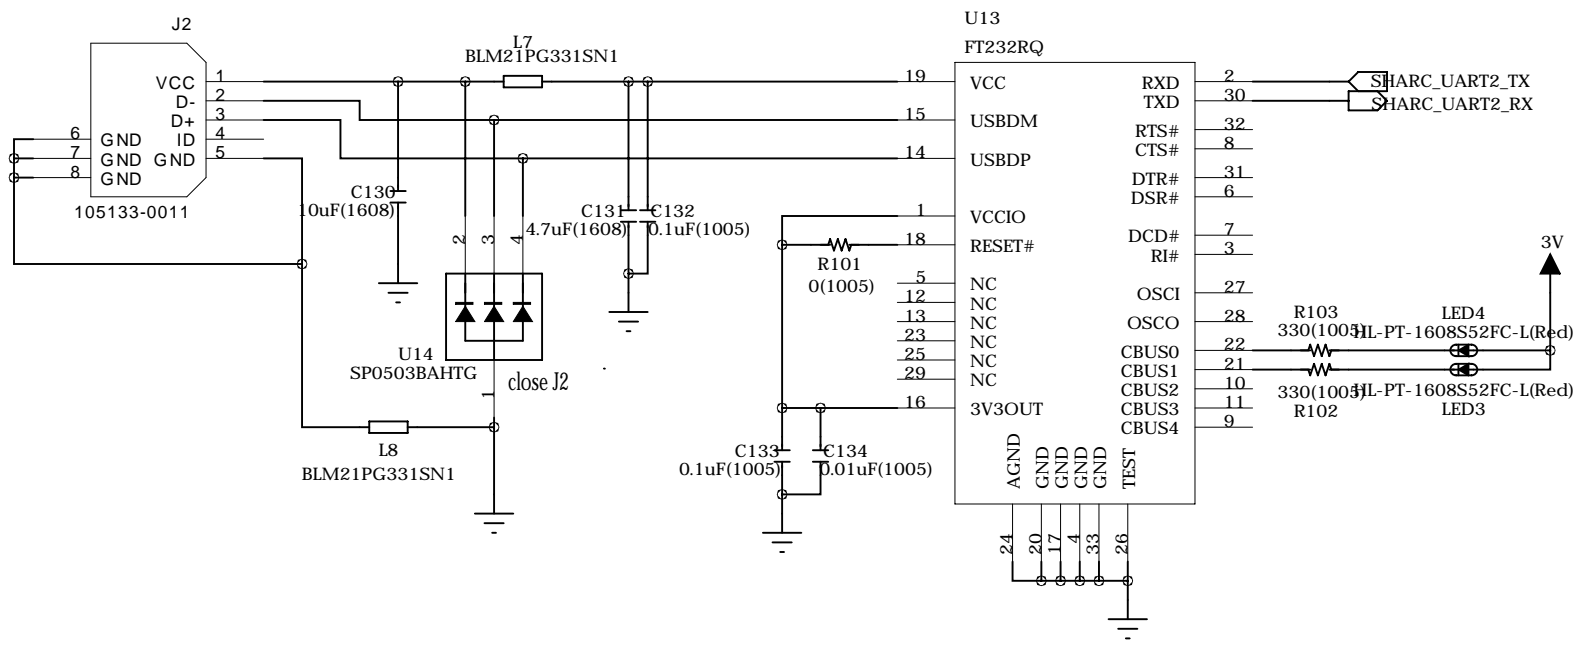 J2
VCC 1
D- 2
D+ 3
ID 4
GND 5
6 GND
7 GND
8 GND
105133-0011
L7
BLM21PG331SN1
C130
10uF(1608)
C131
4.7uF(1608)
C132
0.1uF(1005)
2
3
4
U14
SP0503BAHTG
close J2
1
L8
BLM21PG331SN1
U13
FT232RQ
19 VCC
15 USBDM
14 USBDP
1 VCCIO
18 RESET#
R101
0(1005)
5 NC
12 NC
13 NC
23 NC
25 NC
29 NC
16 3V3OUT
C133
0.1uF(1005)
C134
0.01uF(1005)
RXD 2
TXD 30
RTS# 32
CTS# 8
DTR# 31
DSR# 6
DCD# 7
RI# 3
OSCI 27
OSCO 28
CBUS0 22
CBUS1 21
CBUS2 10
CBUS3 11
CBUS4 9
SHARC_UART2_TX
SHARC_UART2_RX
3V
R103
330(1005)
LED4
HL-PT-1608S52FC-L(Red)
330(1005)
R102
HL-PT-1608S52FC-L(Red)
LED3
AGND 24
GND 20
GND 17
GND 4
GND 33
TEST 26